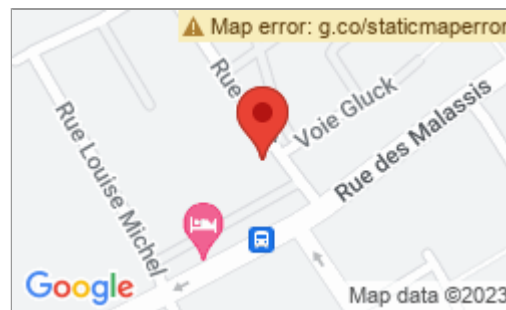 Map error: g.co/staticmaperror
Rue
Voie Gluck
Rue des Malassis
Rue Louise Michel
Google
Map data ©2023